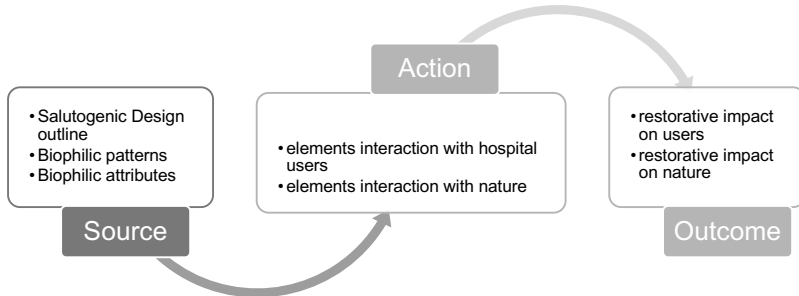 • Salutogenic Design
outline
• Biophilic patterns
• Biophilic attributes
Source
Action
• elements interaction with hospital
users
• elements interaction with nature
• restorative impact
on users
• restorative impact
on nature
Outcome